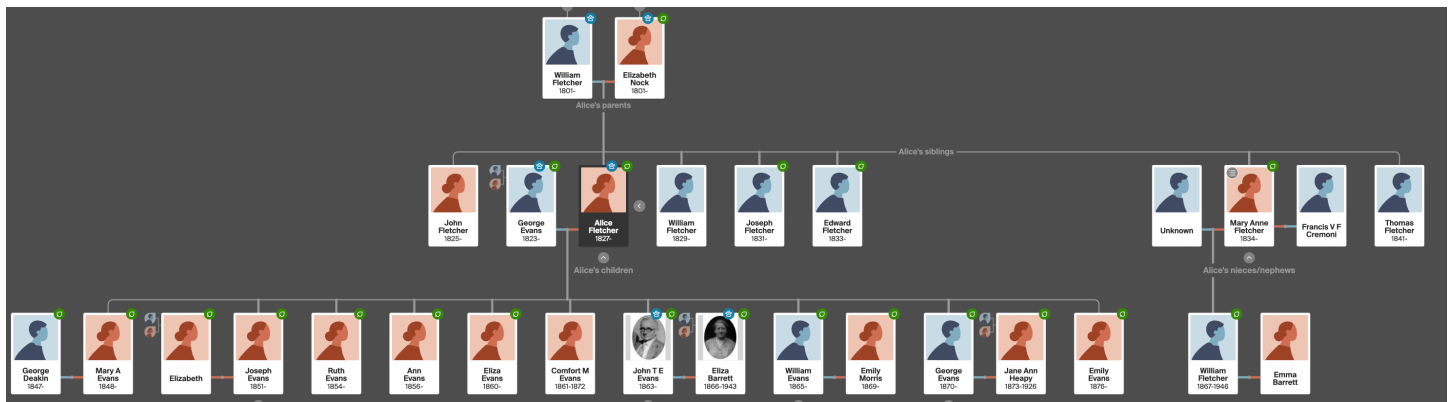 William
Fletcher
1801-
Elizabeth
Nock
1801-
Alice's parents
Alice's siblings
John
Fletcher
1825-
George
Evans
1823-
Alice
Fletcher
1827-
William
Fletcher
1829-
Joseph
Fletcher
1831-
Edward
Fletcher
1833-
Unknown
Mary Anne
Fletcher
1834-
Francis V F
Cremoni
Thomas
Fletcher
1841-
Alice's children
Alice's nieces/nephews
George
Deakin
1847-
Mary A
Evans
1848-
Elizabeth
Joseph
Evans
1851-
Ruth
Evans
1854-
Ann
Evans
1856-
Eliza
Evans
1860-
Comfort M
Evans
1861-1872
John T E
Evans
1863-
Eliza
Barrett
1866-1943
William
Evans
1865-
Emily
Morris
1869-
George
Evans
1870-
Jane Ann
Heapy
1873-1926
Emily
Evans
1876-
William
Fletcher
1867-1946
Emma
Barrett